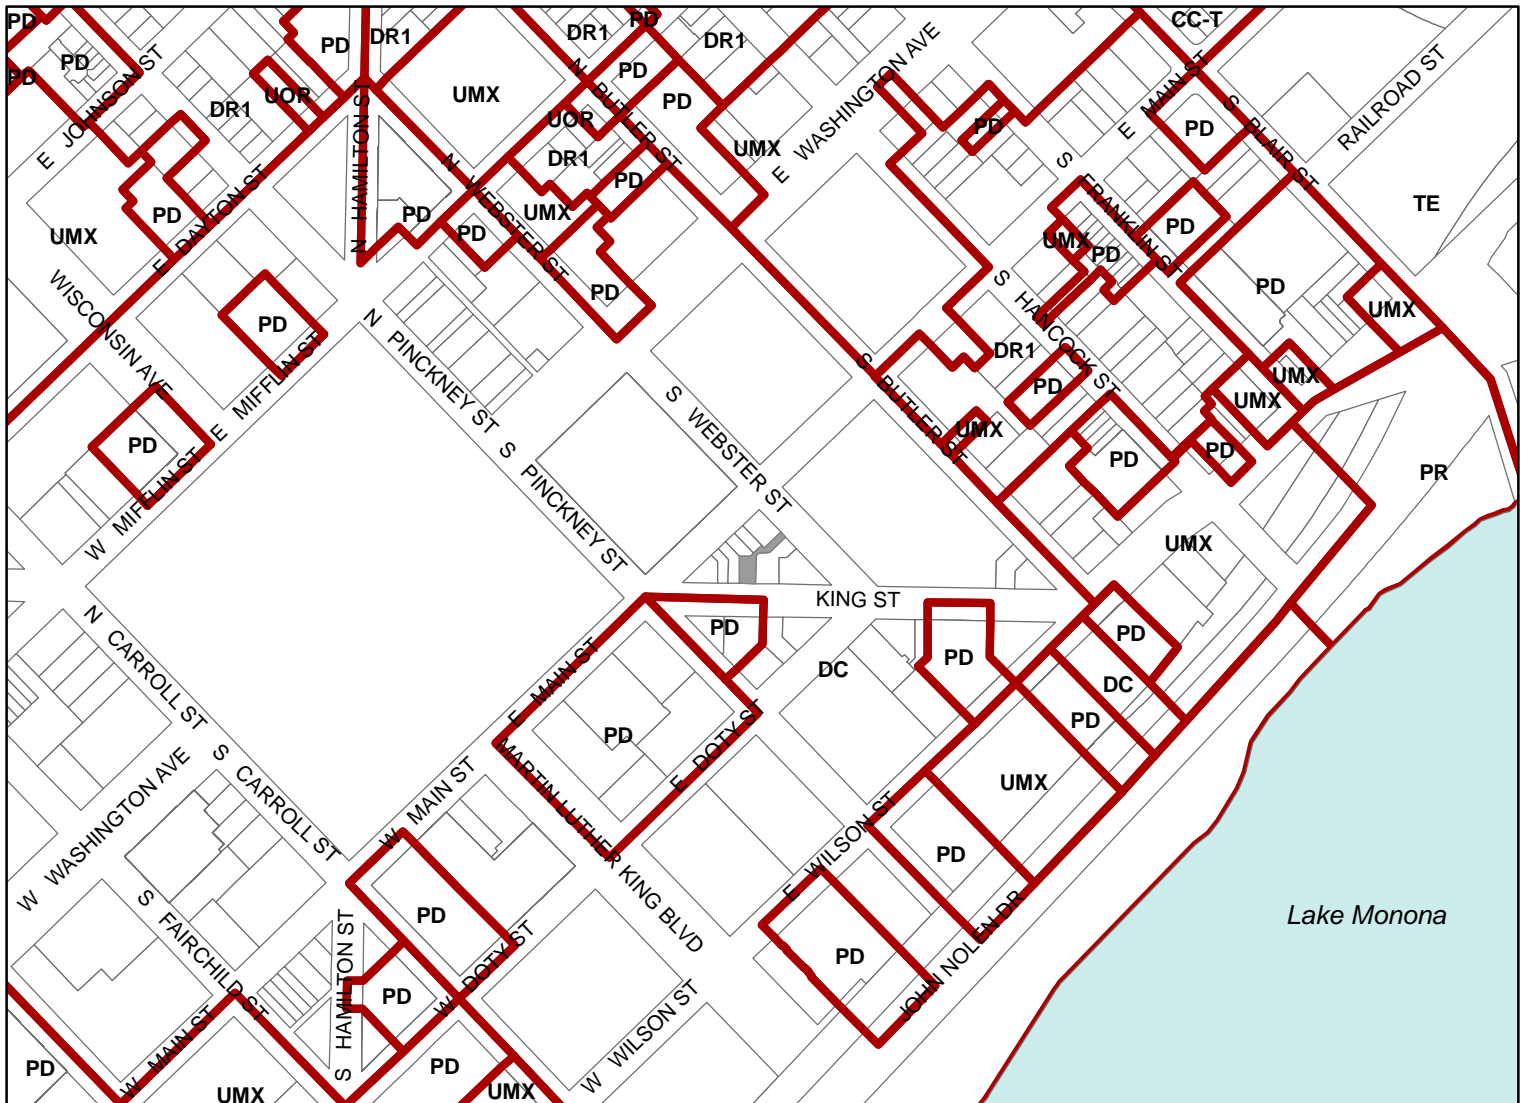 PD
CC-T
DR1
DR1
DR1
PD
PD
PD
E JOHNSON ST
PD
PD
PD
E WASHINGTON AVE
E MAIN ST
RAILROAD ST
UOR
UMX
DR1
N HAMILTON ST
N BUTLER ST
PD
S BLAIR ST
UOR
PD
PD
UMX
DR1
N WEBSTER ST
S FRANKLIN ST
PD
TE
PD
PD
UMX
PD
PD
UMX
E DAYTON ST
UMX
PD
PD
PD
UMX
WISCONSIN AVE
S HANCOCK ST
PD
N PINCKNEY ST
DR1
E MIFFLIN ST
S BUTLER ST
PD
UMX
UMX
S WEBSTER ST
UMX
PD
W MIFFLIN ST
S PINCKNEY ST
PD
PD
PR
UMX
KING ST
N CARROLL ST
PD
PD
DC
PD
DC
E MAIN ST
PD
PD
E DOTY ST
MARTIN LUTHER KING BLVD
S CARROLL ST
W MAIN ST
UMX
W WASHINGTON AVE
E WILSON ST
PD
S FAIRCHILD ST
PD
Lake Monona
JOHN NOLEN DR
PD
S HAMILTON ST
W DOTY ST
PD
W WILSON ST
W MAIN ST
PD
PD
UMX
UMX